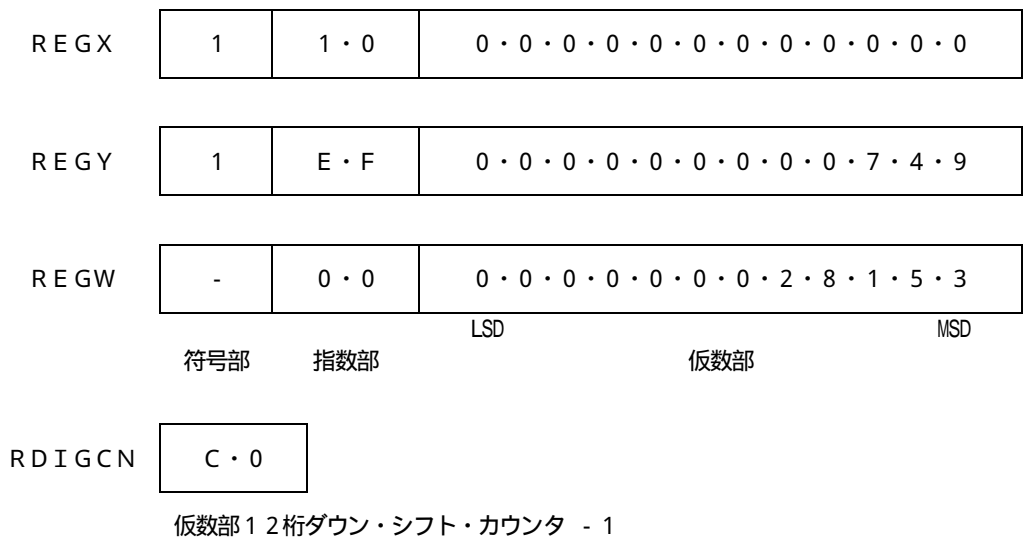 REGX 1 1・0 0・0・0・0・0・0・0・0・0・0・0・0
REGY 1 E・F 0・0・0・0・0・0・0・0・0・7・4・9
REGW - 0・0 0・0・0・0・0・0・0・2・8・1・5・3
LSD MSD
符号部 指数部 仮数部
RDIGCN C・0
仮数部12桁ダウン・シフト・カウンタ -1